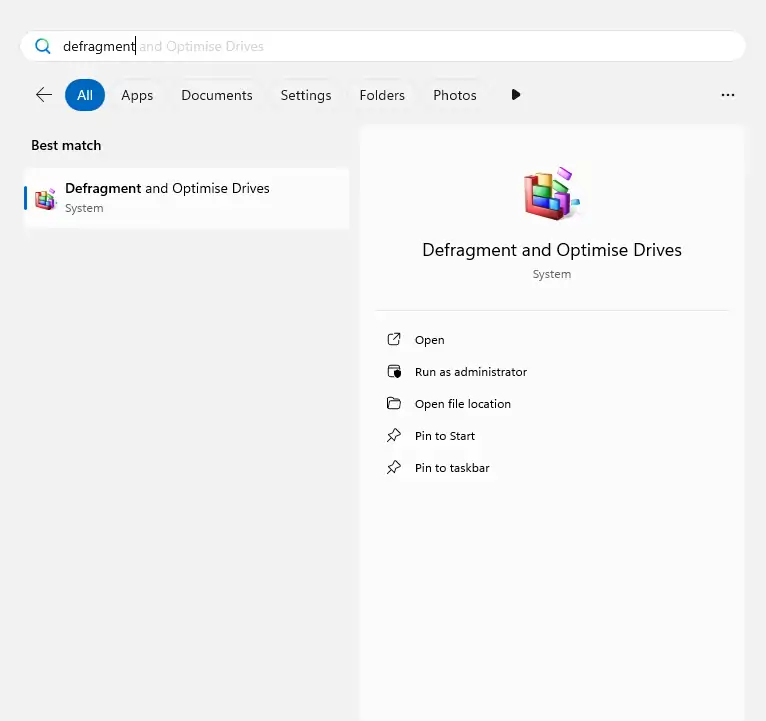 defragment and Optimise Drives
All Apps Documents Settings Folders Photos
Best match
Defragment and Optimise Drives
System
Defragment and Optimise Drives
System
Open
Run as administrator
Open file location
Pin to Start
Pin to taskbar